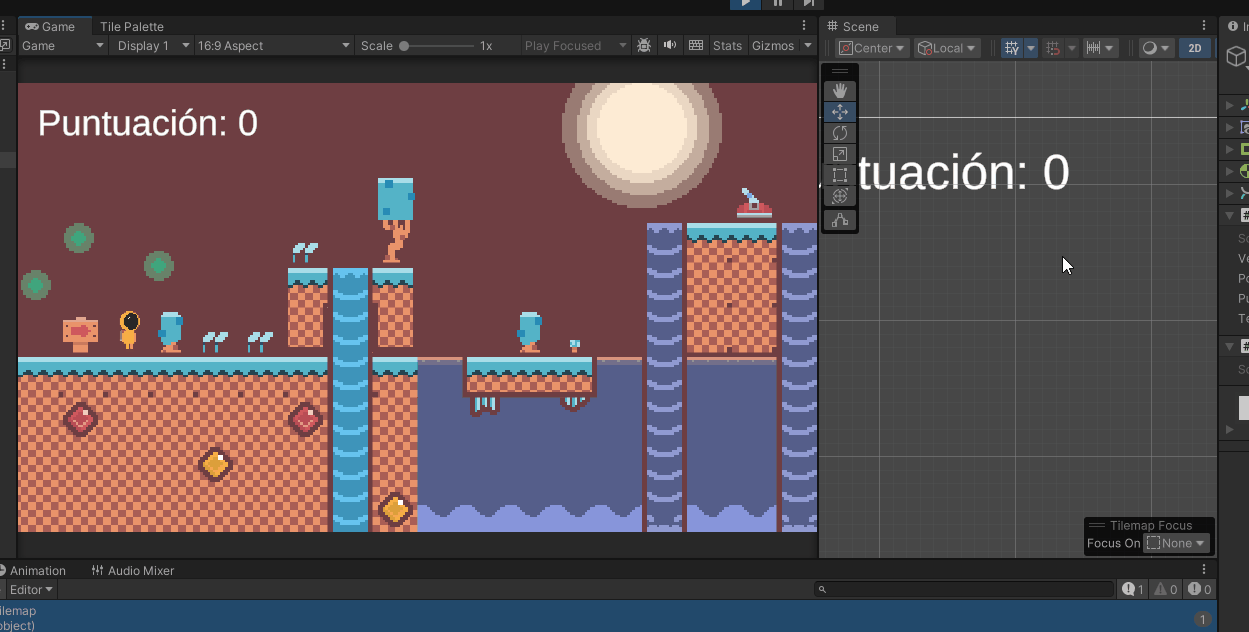 Game
Tile Palette
Scene
Game
Display 1
16:9 Aspect
Scale
1x
Play Focused
Stats
Gizmos
Center
Local
2D
Puntuación: 0
tuación: 0
Tilemap Focus
Focus On
None
Animation
Audio Mixer
Editor
1
0
0
ilemap
object)
1